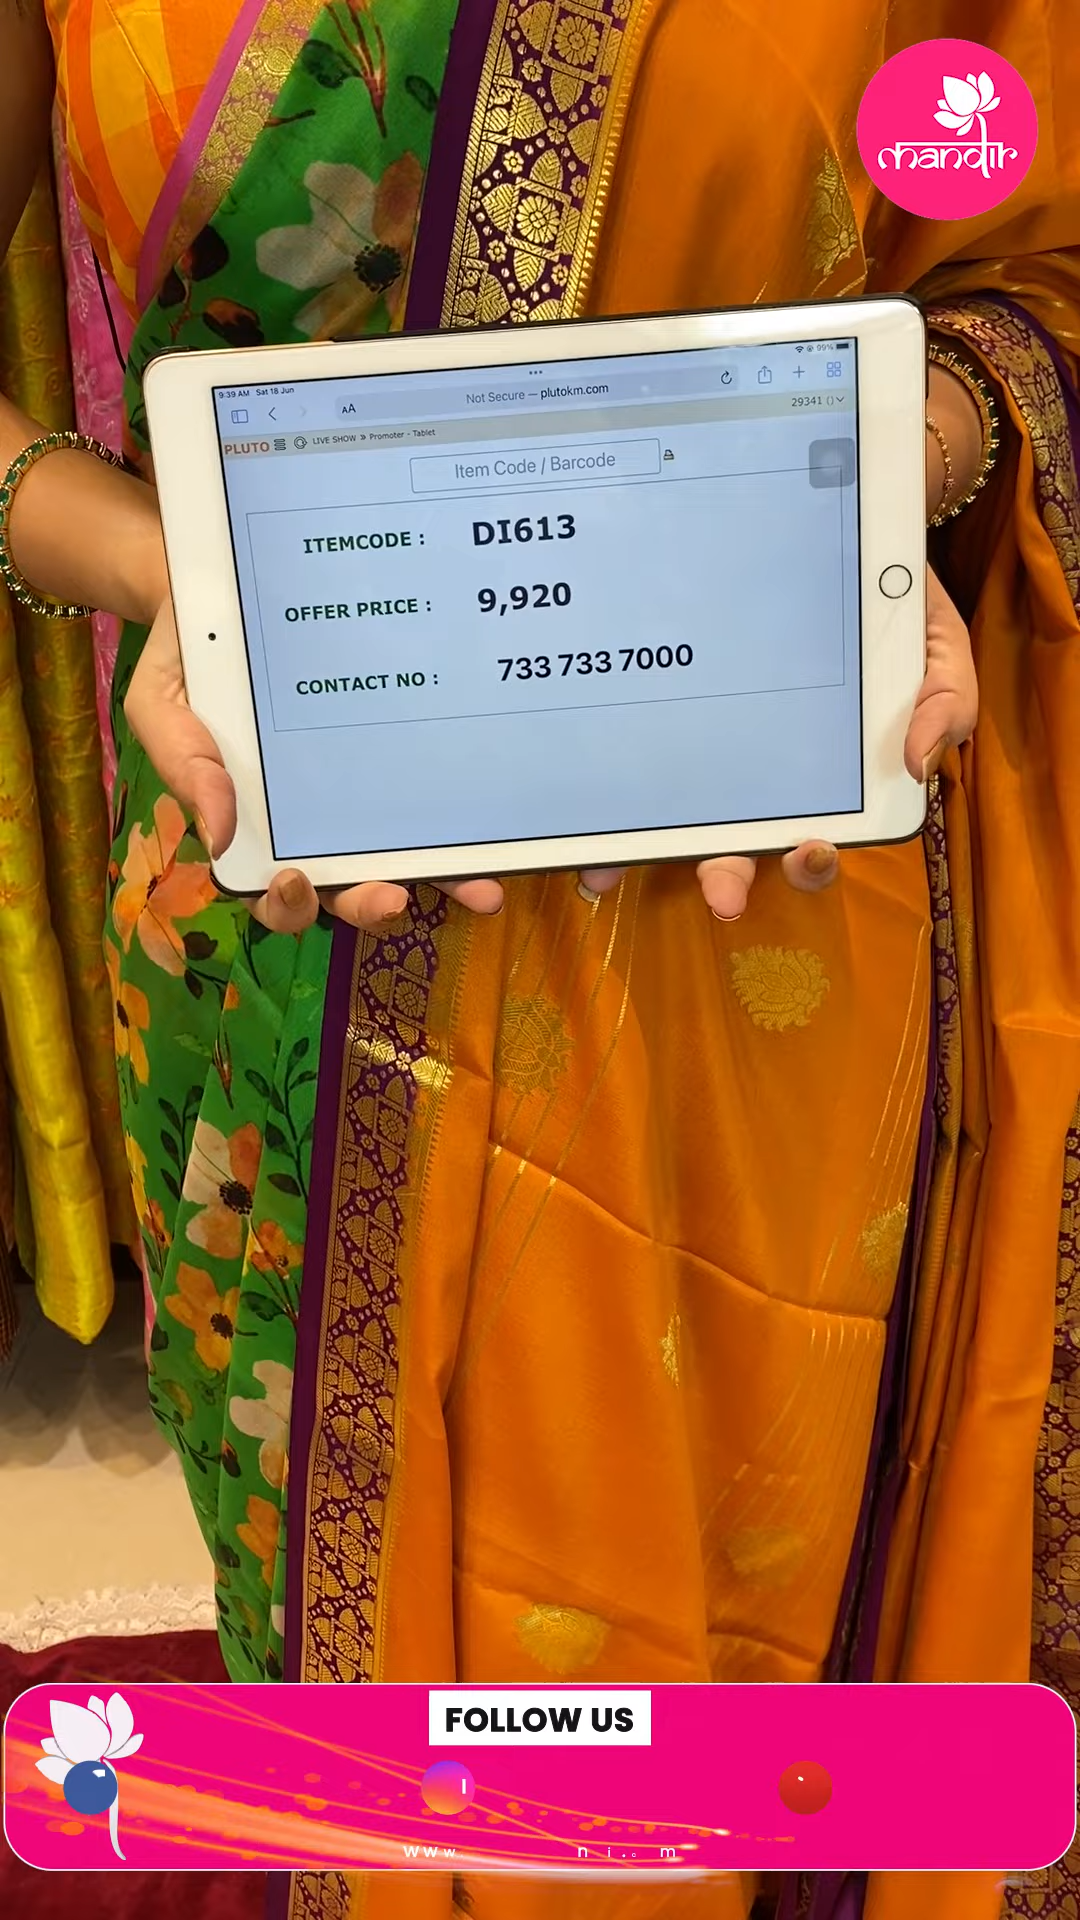 mandir
9:39 AM Sat 18 Jun
99%
AA
Not Secure — plutokm.com
PLUTO
LIVE SHOW » Promoter - Tablet
29341 ()
Item Code / Barcode
ITEMCODE : DI613
OFFER PRICE : 9,920
CONTACT NO : 733 733 7000
FOLLOW US